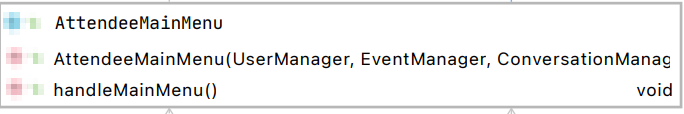 AttendeeMainMenu
AttendeeMainMenu(UserManager, EventManager, ConversationManag
handleMainMenu() void